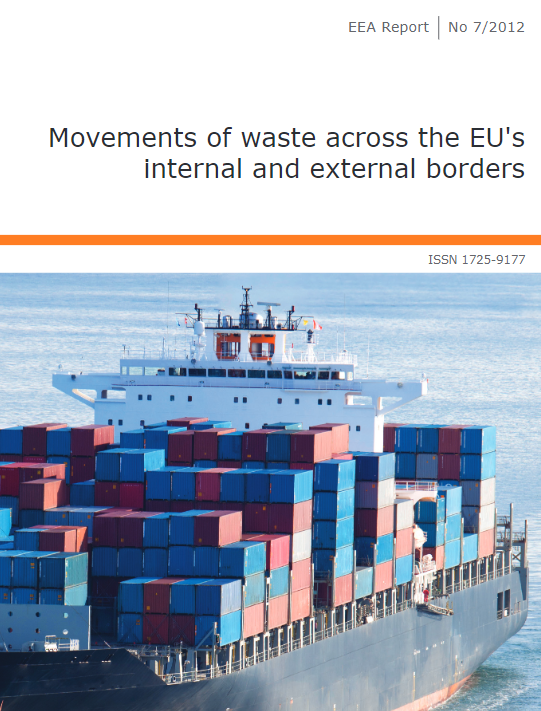 EEA Report | No 7/2012
Movements of waste across the EU's
internal and external borders
ISSN 1725-9177